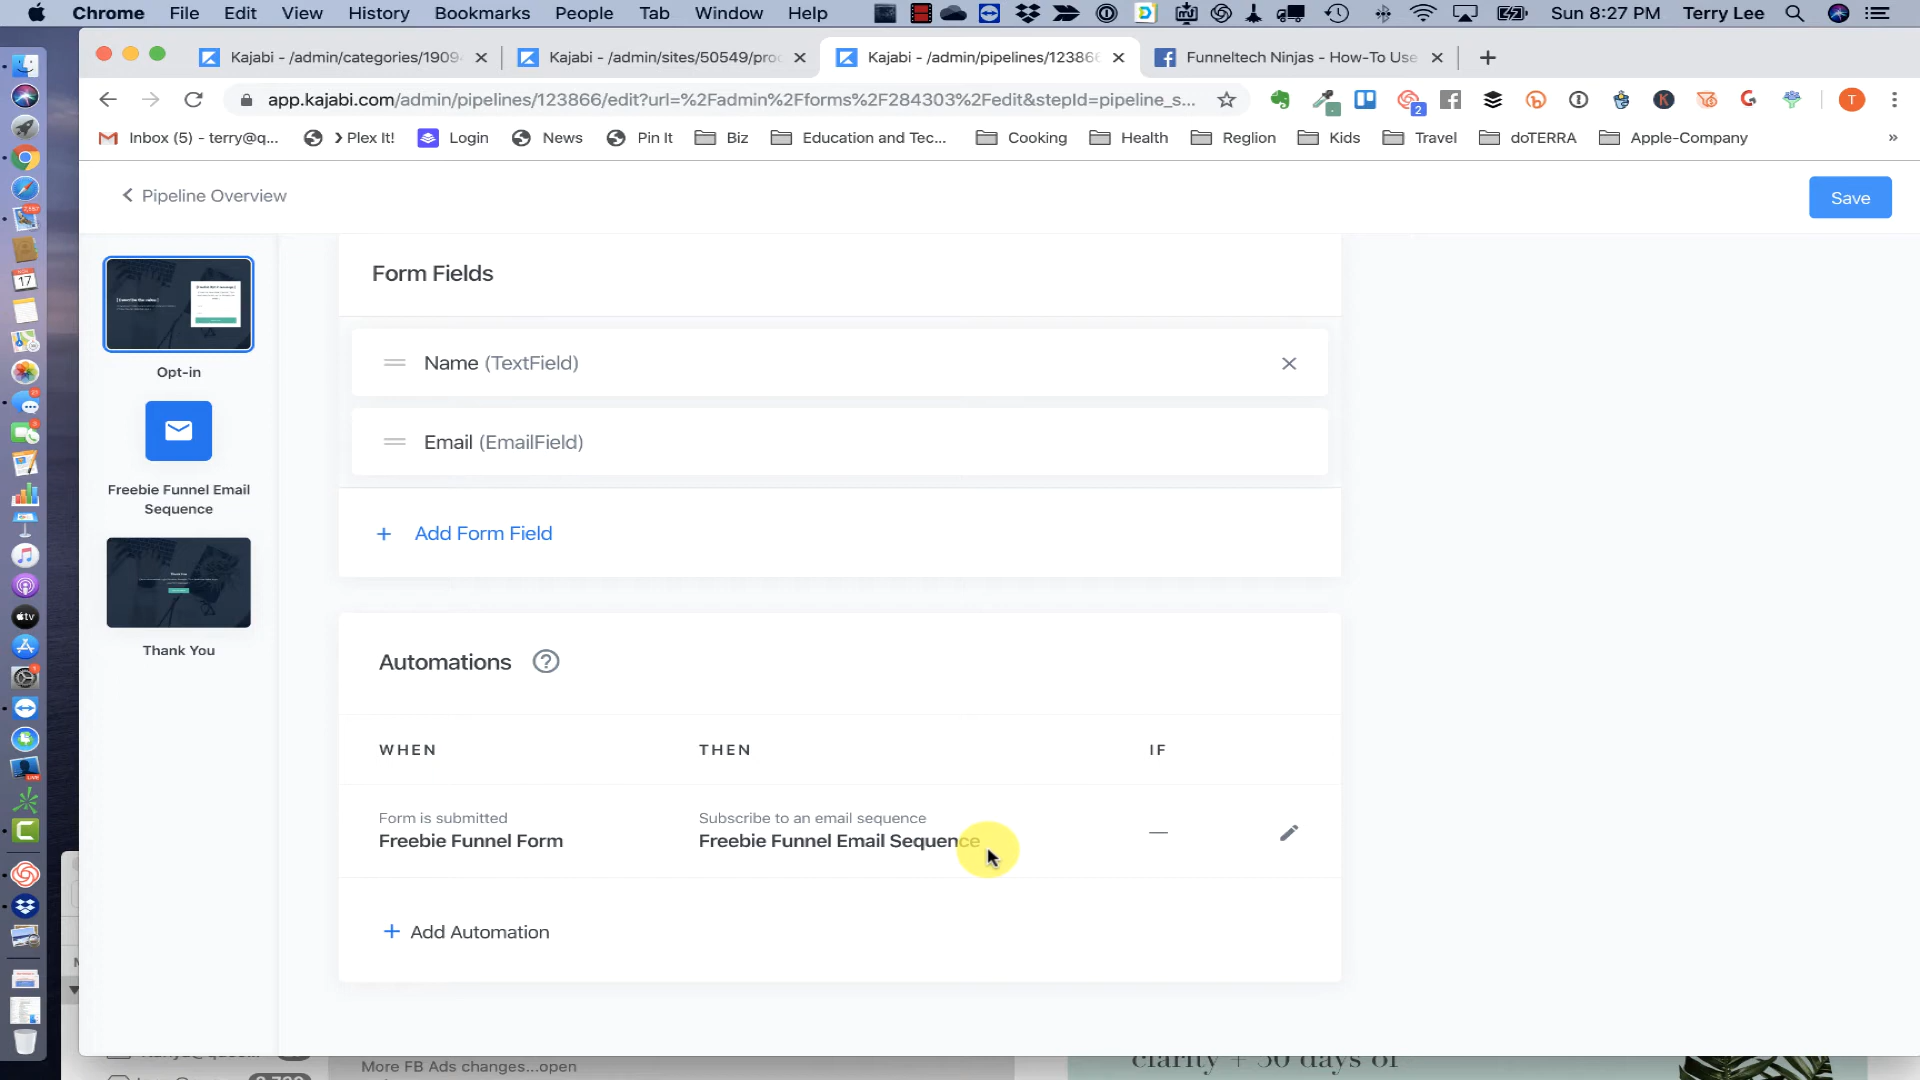 Chrome File Edit View History Bookmarks People Tab Window Help Sun 8:27 PM Terry Lee
Kajabi - /admin/categories/1909
Kajabi - /admin/sites/50549/proc
Kajabi - /admin/pipelines/123866
Funneltech Ninjas - How-To Use
app.kajabi.com/admin/pipelines/123866/edit?url=%2Fadmin%2Fforms%2F284303%2Fedit&stepId=pipeline_s...
Inbox (5) - terry@q... Plex It! Login News Pin It Biz Education and Tec... Cooking Health Reglion Kids Travel doTERRA Apple-Company »
Pipeline Overview
Save
Opt-in
Freebie Funnel Email
Sequence
Thank You
Form Fields
Name (TextField)
Email (EmailField)
+ Add Form Field
Automations ?
WHEN THEN IF
Form is submitted
Freebie Funnel Form
Subscribe to an email sequence
Freebie Funnel Email Sequence
—
+ Add Automation
More FB Ads changes...open
clarity + 30 days of